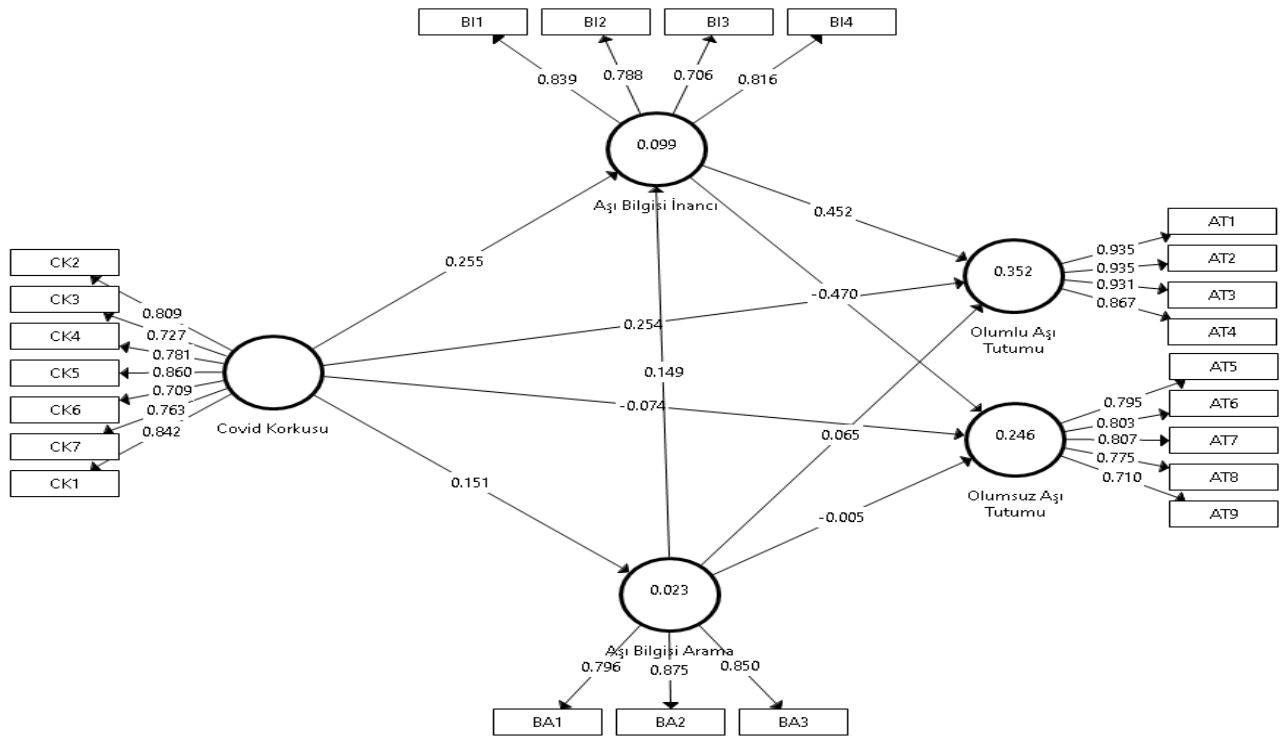 BI1 BI2 BI3 BI4
0.839 0.788 0.706 0.816
0.099
Aşı Bilgisi İnancı
0.452
AT1
0.935
AT2
0.935
AT3
0.931
AT4
0.867
0.352
Olumlu Aşı
Tutumu
0.255
-0.470
0.254
CK2
0.809
CK3
0.727
CK4
0.781
CK5
0.860
CK6
0.709
CK7
0.763
CK1
0.842
Covid Korkusu
0.149
-0.074
0.065
AT5
0.795
AT6
0.803
AT7
0.807
AT8
0.775
AT9
0.710
0.246
Olumsuz Aşı
Tutumu
0.151
-0.005
0.023
Aşı Bilgisi Arama
0.796 0.875 0.850
BA1 BA2 BA3